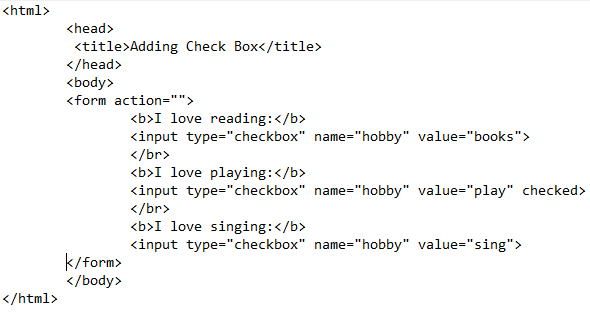 <html>
<head>
<title>Adding Check Box</title>
</head>
<body>
<form action="">
<b>I love reading:</b>
<input type="checkbox" name="hobby" value="books">
</br>
<b>I love playing:</b>
<input type="checkbox" name="hobby" value="play" checked>
</br>
<b>I love singing:</b>
<input type="checkbox" name="hobby" value="sing">
</form>
</body>
</html>